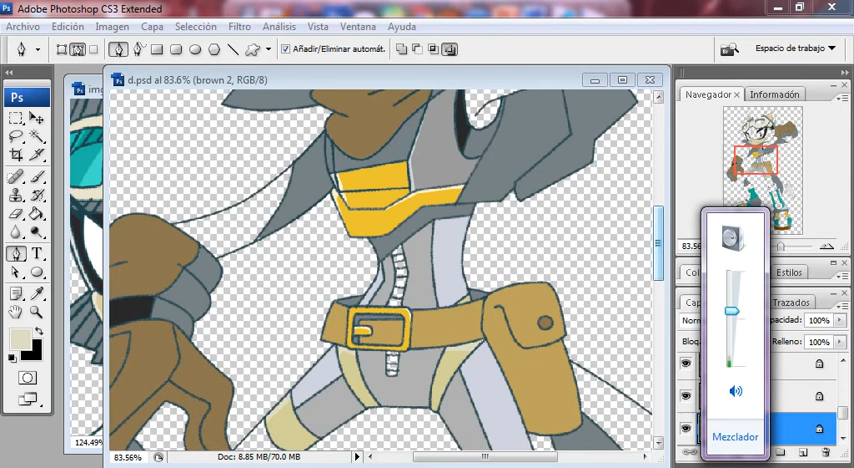 Adobe Photoshop CS3 Extended
Archivo Edición Imagen Capa Selección Filtro Análisis Vista Ventana Ayuda
Añadir/Eliminar automát.
Espacio de trabajo
d.psd al 83.6% (brown 2, RGB/8)
Navegador Información
Ps
83.56
Estilos
Trazados
Opacidad: 100%
Relleno: 100%
Mezclador
124.49%
83.56% Doc: 8.85 MB/70.0 MB